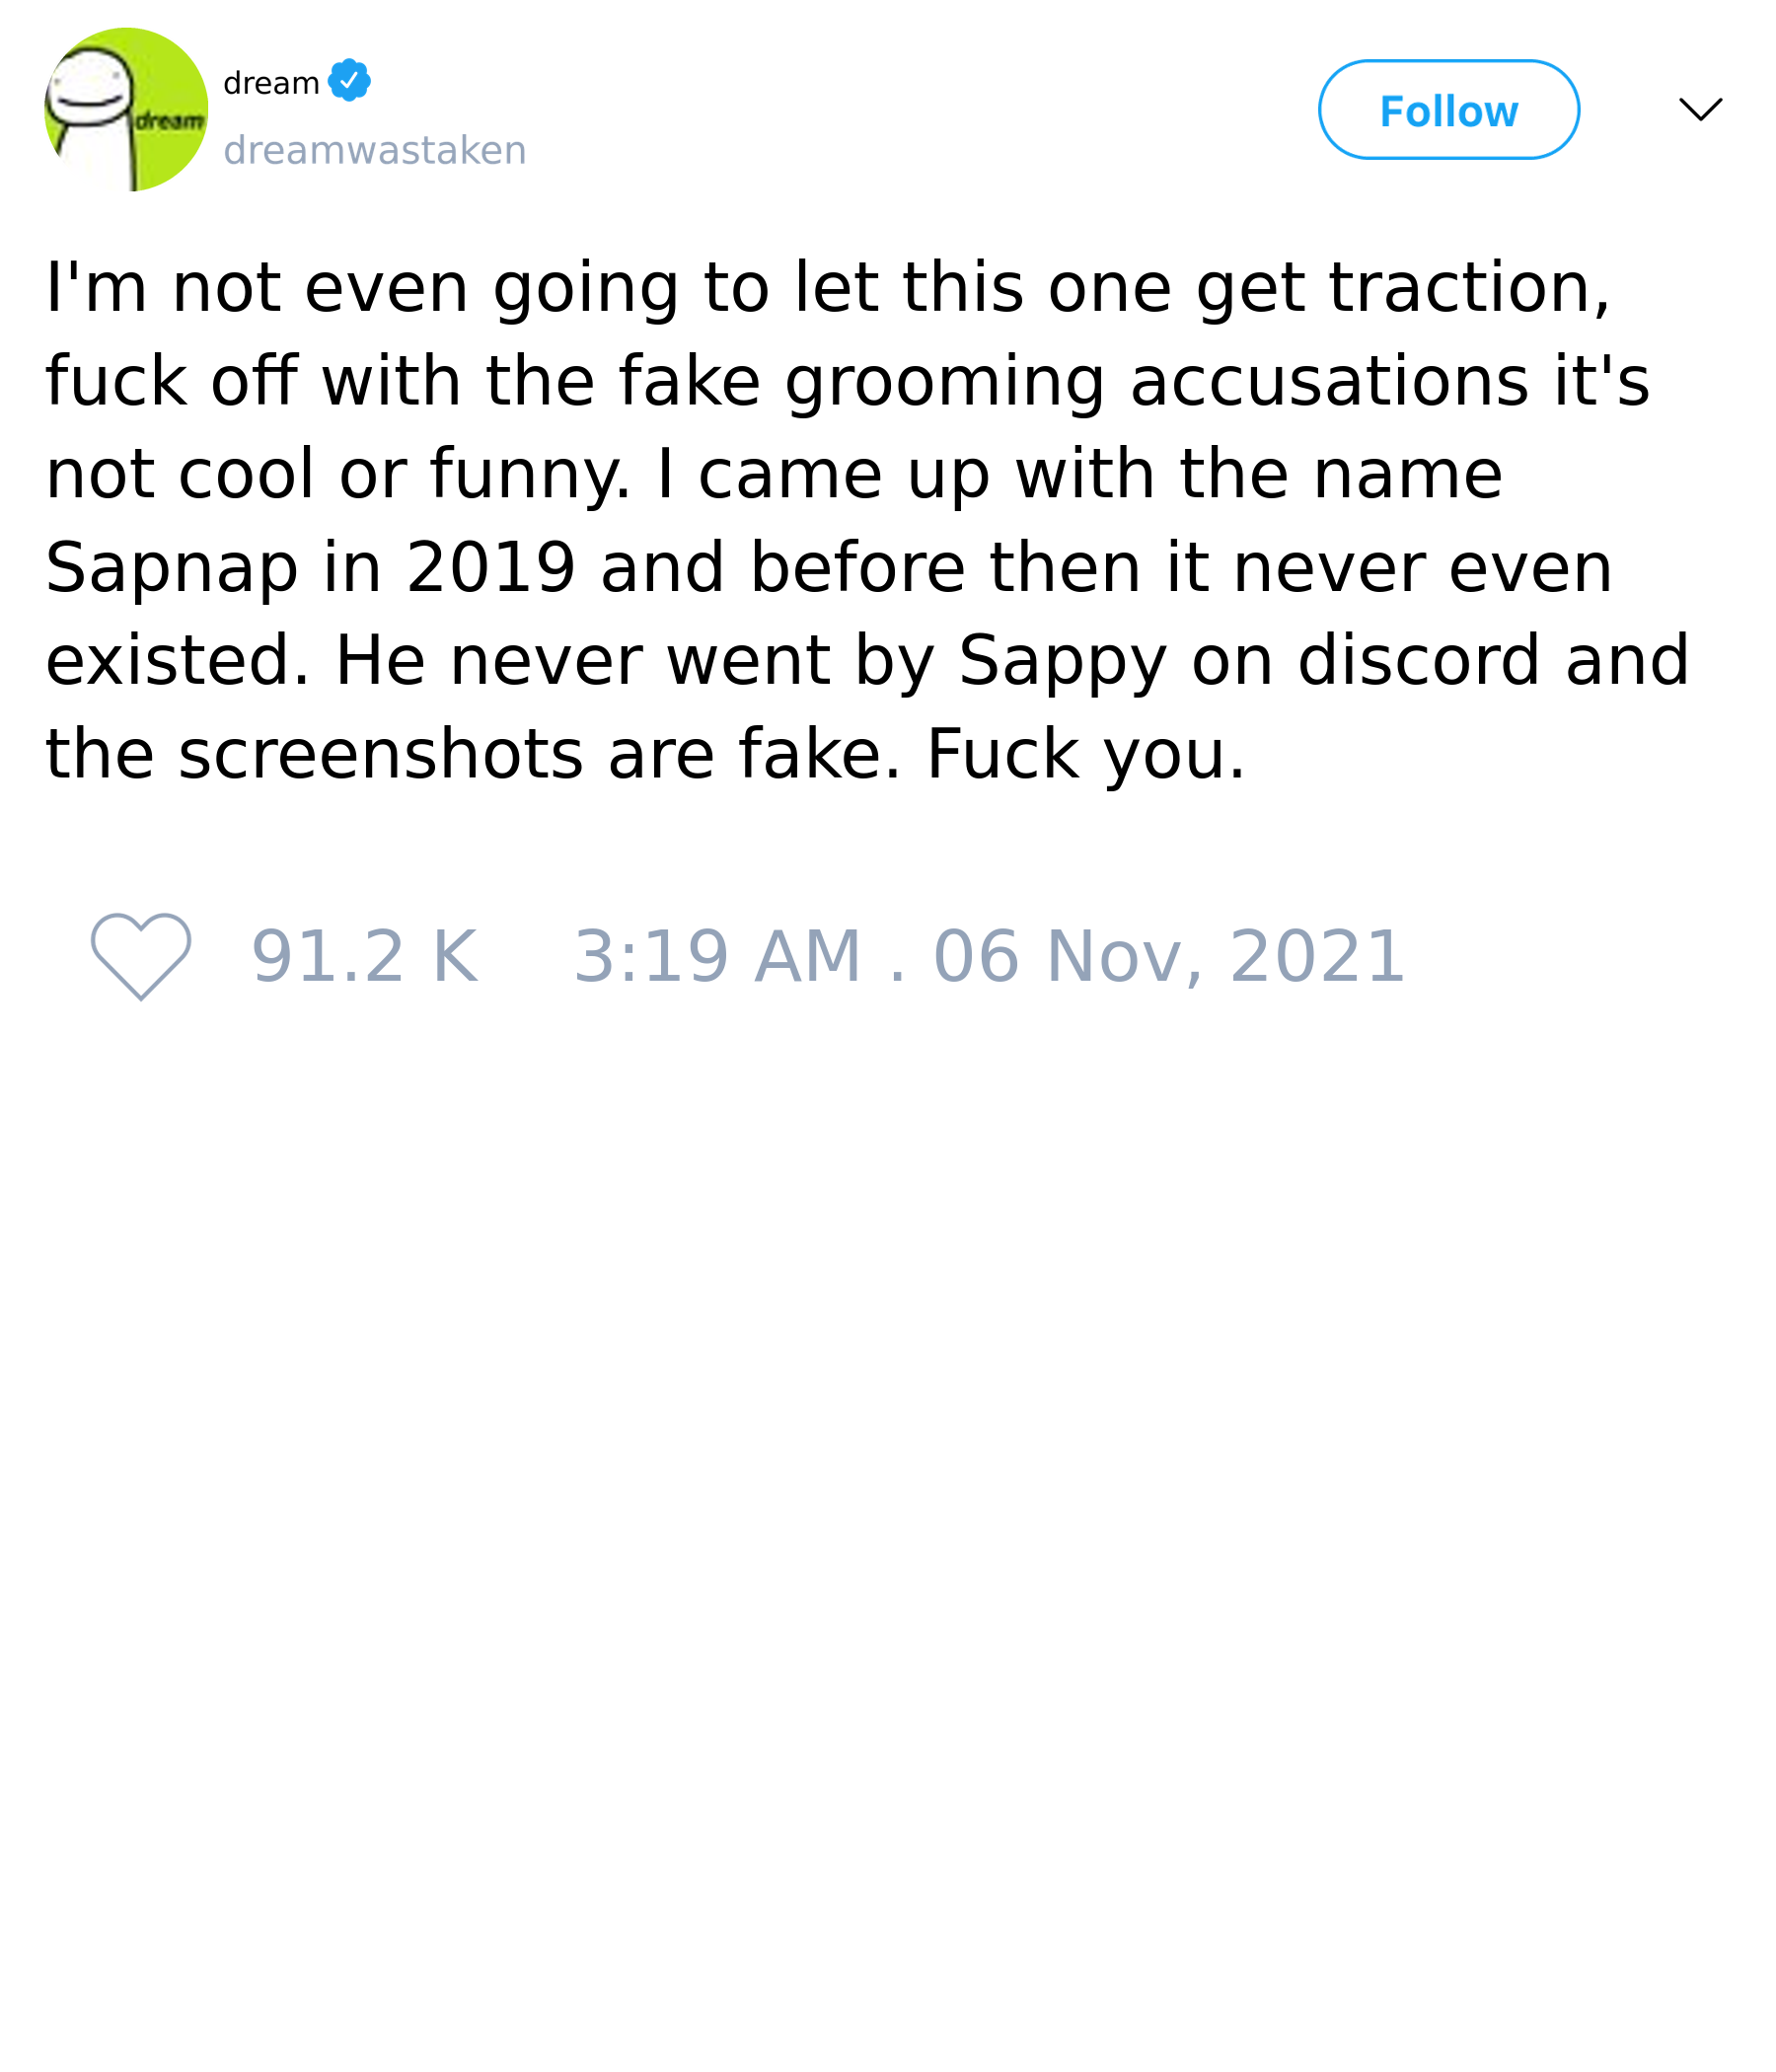 dream
dream
dreamwastaken
Follow
I'm not even going to let this one get traction,
fuck off with the fake grooming accusations it's
not cool or funny. I came up with the name
Sapnap in 2019 and before then it never even
existed. He never went by Sappy on discord and
the screenshots are fake. Fuck you.
91.2 K 3:19 AM . 06 Nov, 2021